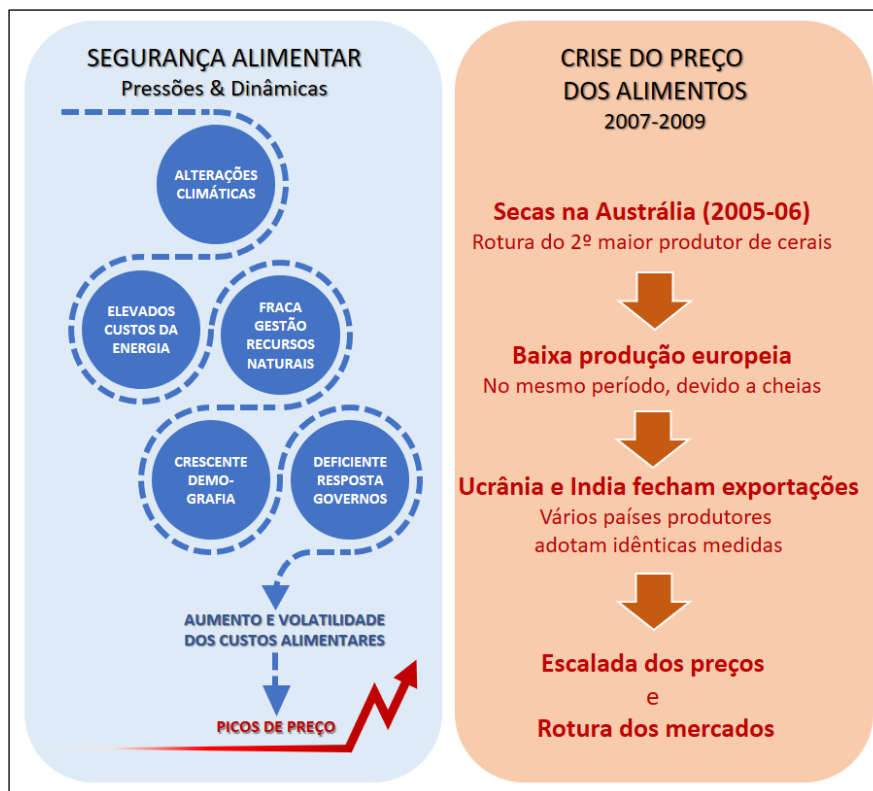 SEGURANÇA ALIMENTAR
Pressões & Dinâmicas
ALTERAÇÕES
CLIMÁTICAS
ELEVADOS
CUSTOS DA
ENERGIA
FRACA
GESTÃO
RECURSOS
NATURAIS
CRESCENTE
DEMO-
GRAFIA
DEFICIENTE
RESPOSTA
GOVERNOS
AUMENTO E VOLATILIDADE
DOS CUSTOS ALIMENTARES
PICOS DE PREÇO
CRISE DO PREÇO
DOS ALIMENTOS
2007-2009
Secas na Austrália (2005-06)
Rotura do 2º maior produtor de cerais
Baixa produção europeia
No mesmo período, devido a cheias
Ucrânia e India fecham exportações
Vários países produtores
adotam idênticas medidas
Escalada dos preços
e
Rotura dos mercados